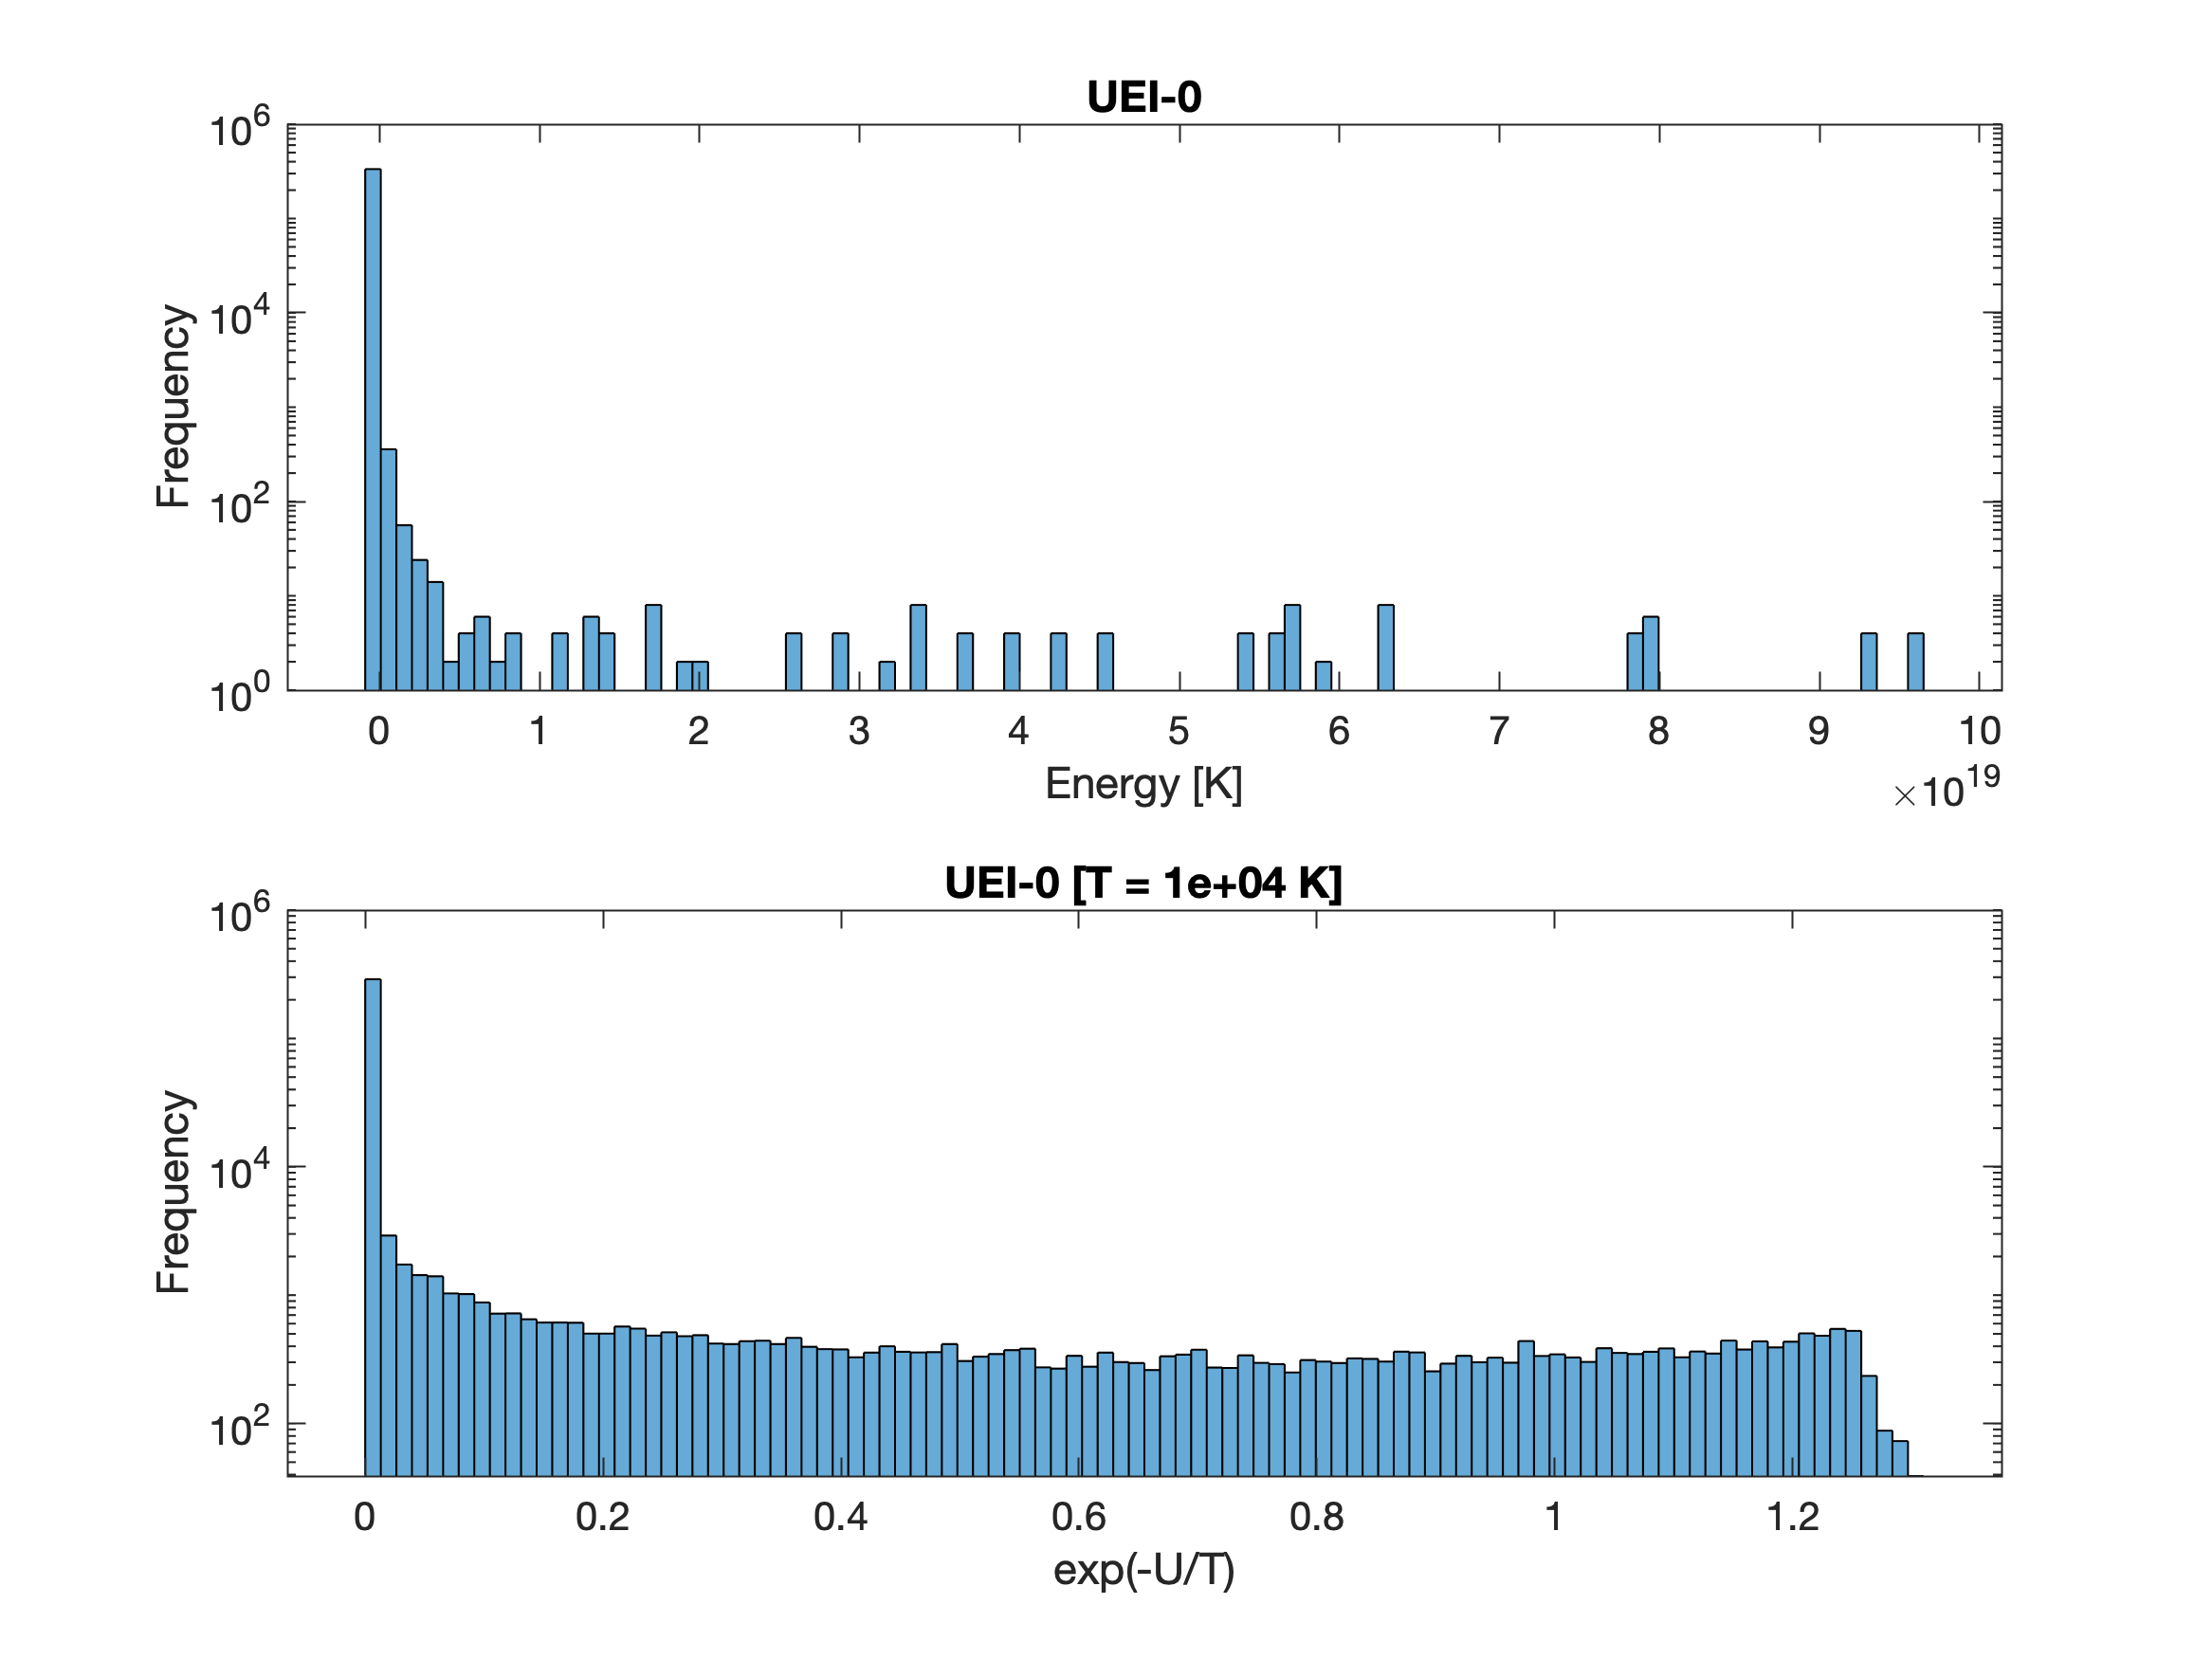 UEI-0
10^6
10^4
10^2
10^0
Frequency
0 1 2 3 4 5 6 7 8 9 10
Energy [K]
×10^19
UEI-0 [T = 1e+04 K]
10^6
10^4
10^2
Frequency
0 0.2 0.4 0.6 0.8 1 1.2
exp(-U/T)